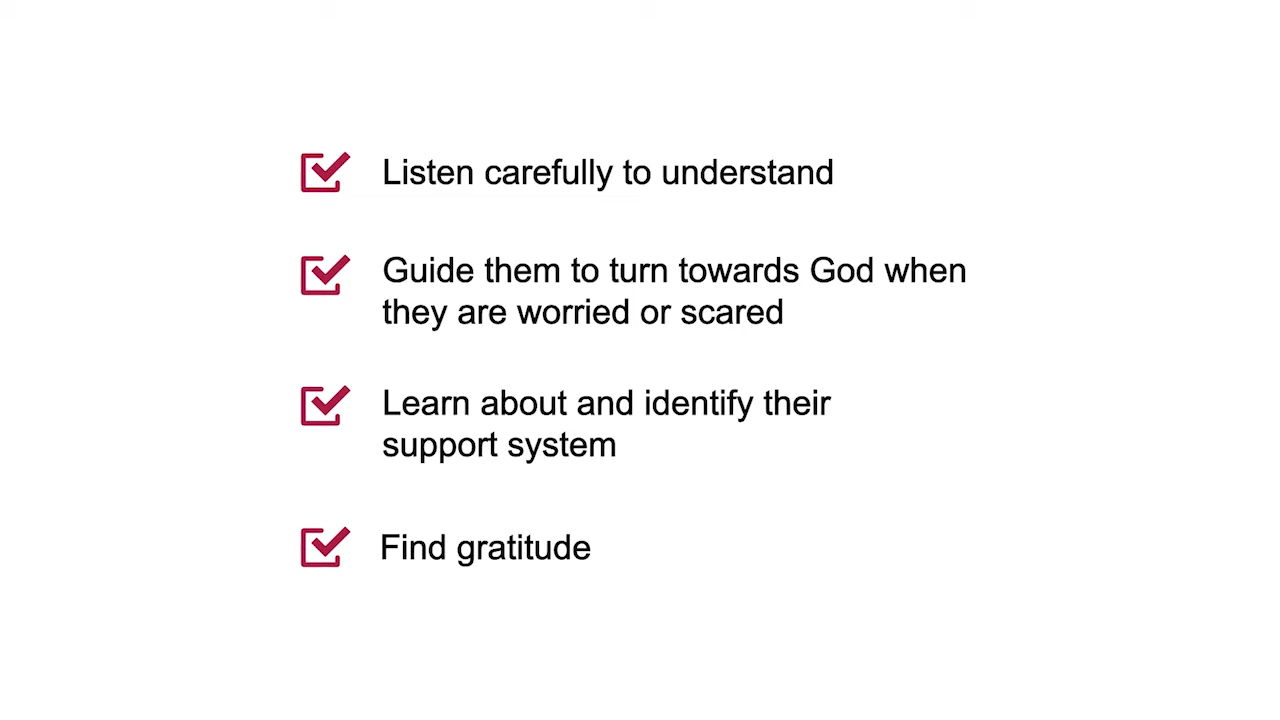 Listen carefully to understand
Guide them to turn towards God when
they are worried or scared
Learn about and identify their
support system
Find gratitude